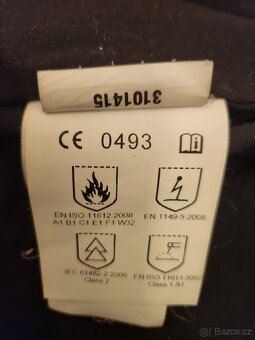 3101415
CE 0493
EN ISO 11612:2008
A1 B1 C1 E1 F1 W32
EN 1149-5:2008
IEC 61482-2:2009
Class 2
EN ISO 11611:2007
Class 1 A1
Bazos.cz